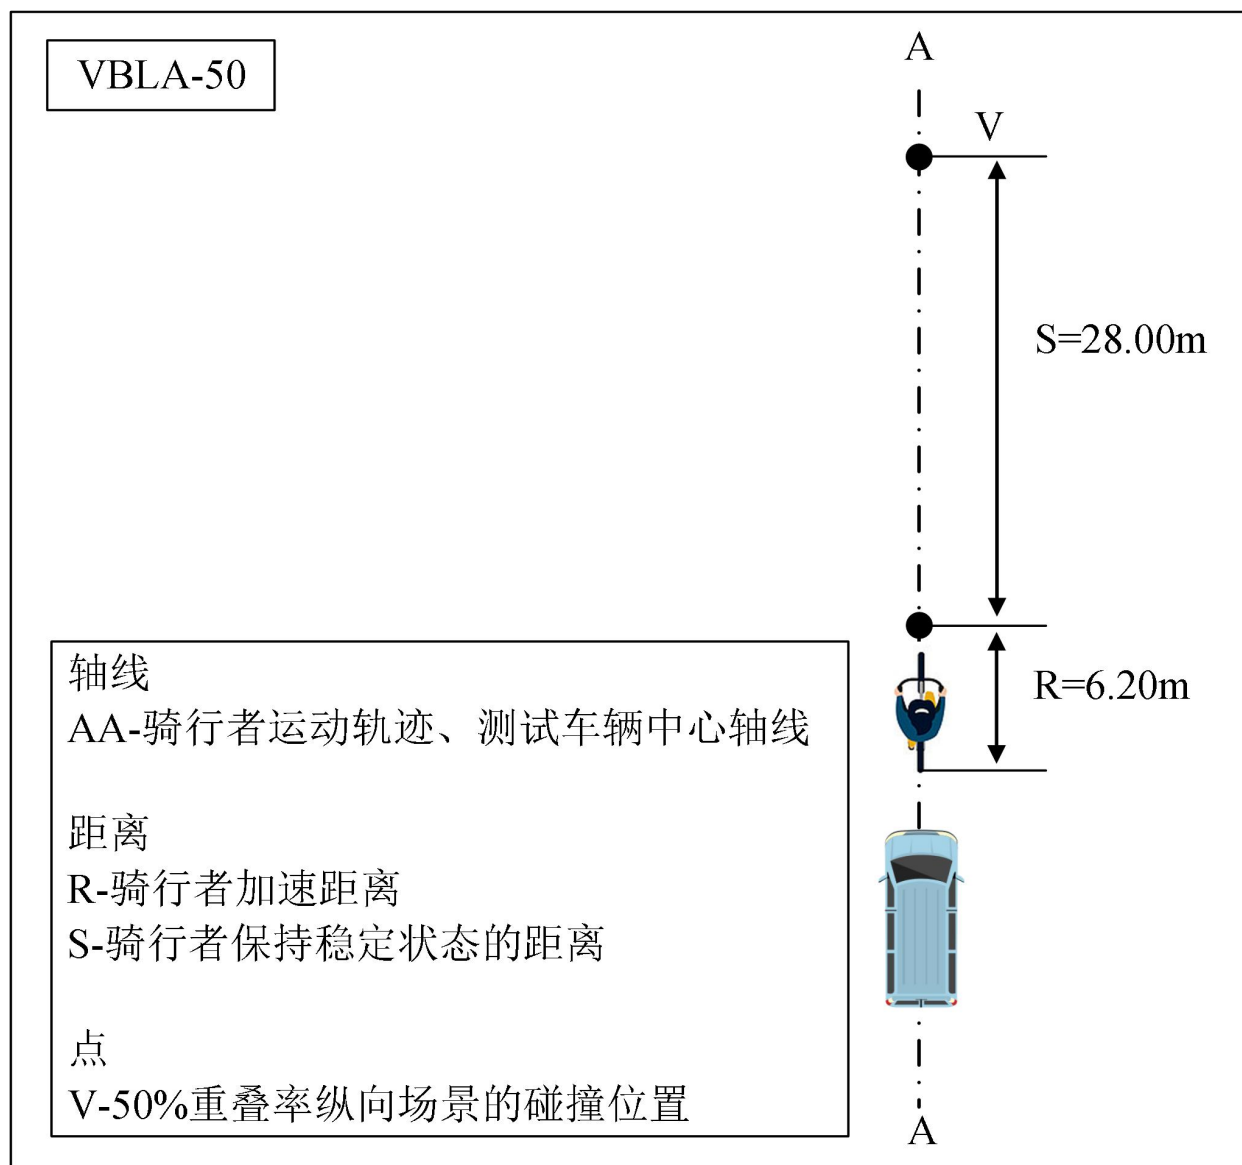 VBLA-50
A
V
S=28.00m
R=6.20m
轴线
AA-骑行者运动轨迹、测试车辆中心轴线
距离
R-骑行者加速距离
S-骑行者保持稳定状态的距离
点
V-50%重叠率纵向场景的碰撞位置
A